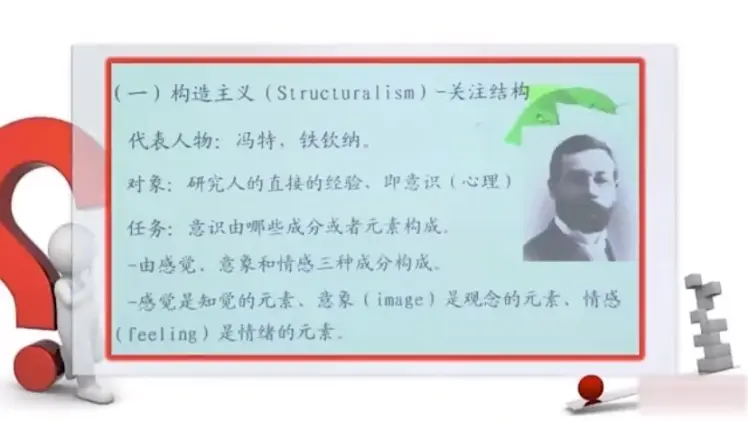 (一)构造主义(Structuralism)-关注结构
代表人物：冯特，铁钦纳。
对象：研究人的直接的经验、即意识(心理)
任务：意识由哪些成分或者元素构成。
-由感觉、意象和情感三种成分构成。
-感觉是知觉的元素、意象(image)是观念的元素、情感
(feeling)是情绪的元素。